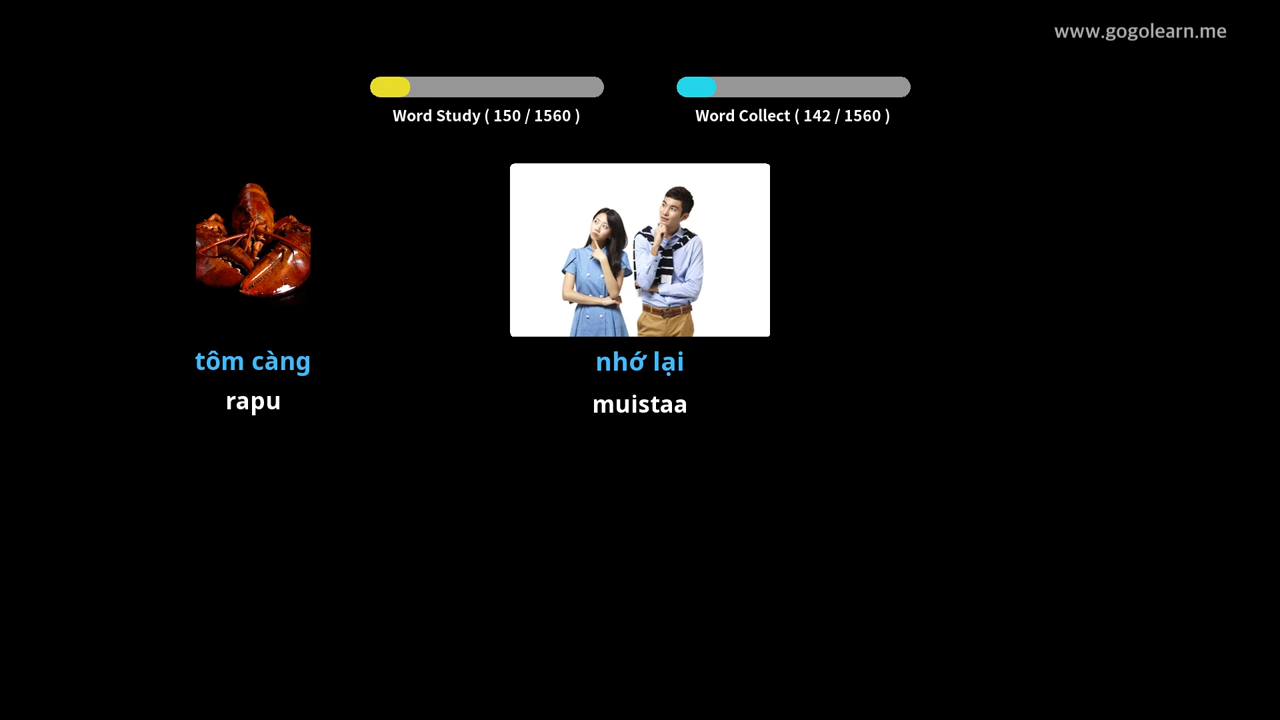 www.gogolearn.me
Word Study ( 150 / 1560 )
Word Collect ( 142 / 1560 )
tôm càng
rapu
nhớ lại
muistaa